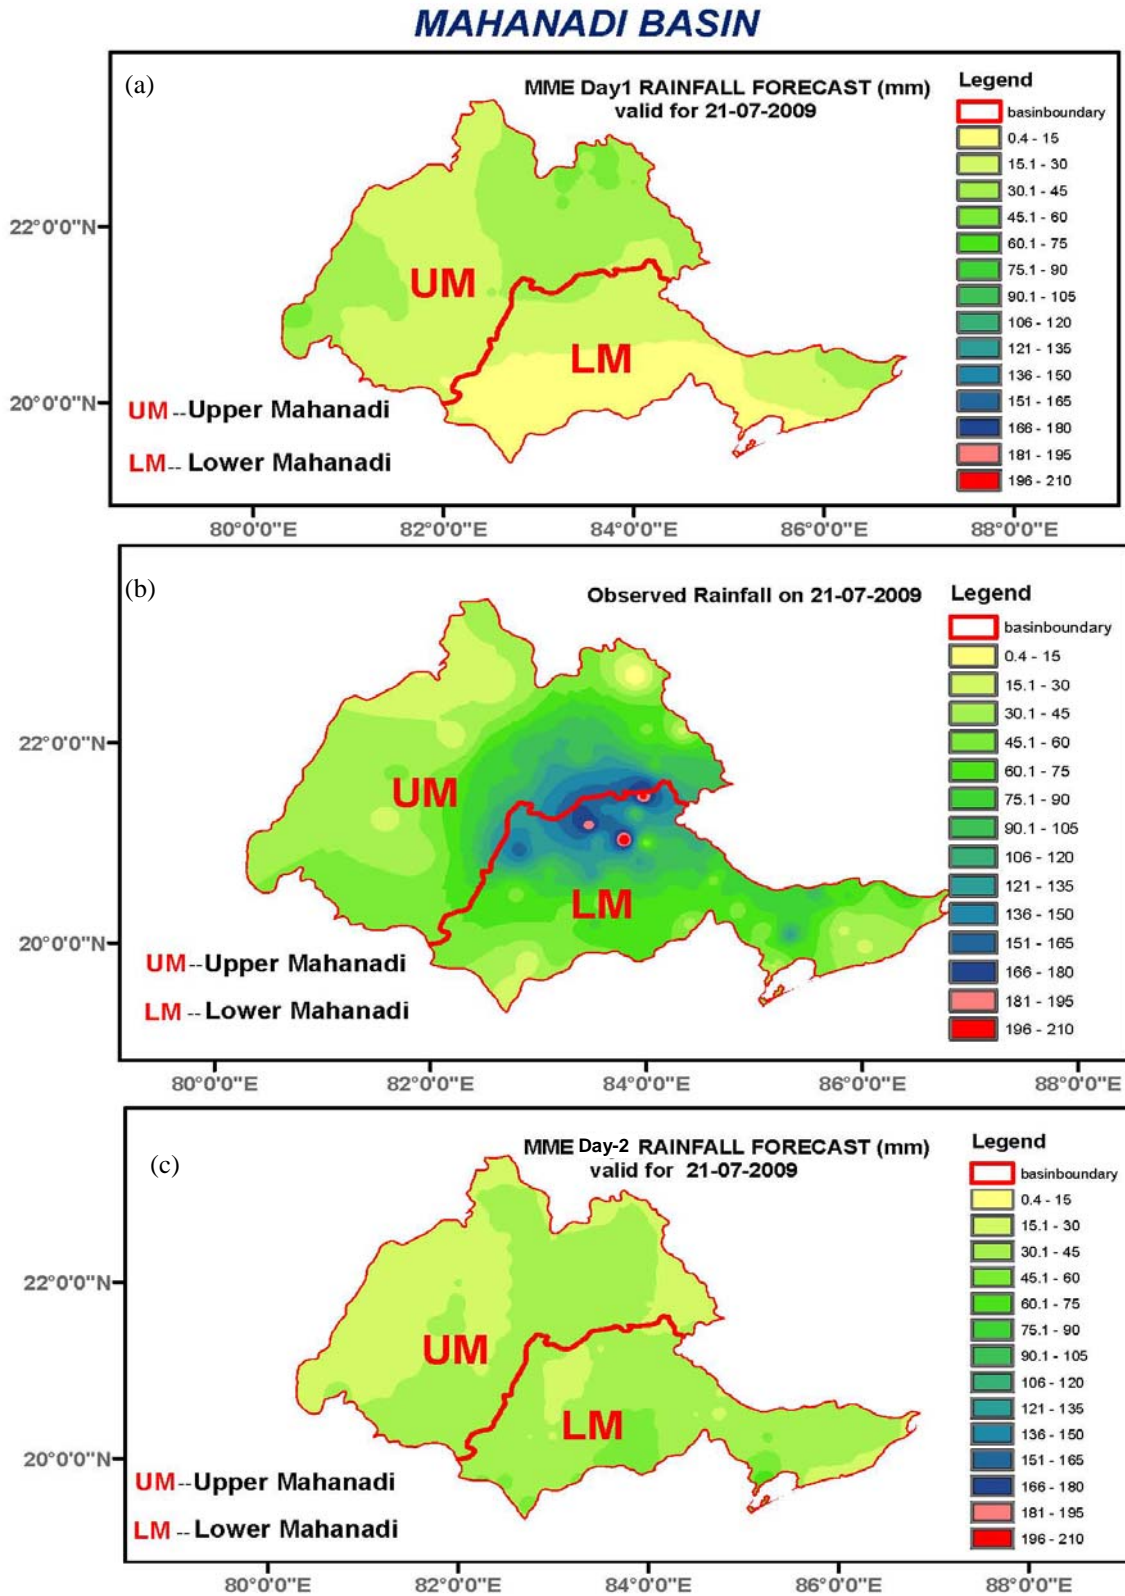 MAHANADI BASIN
(a)
MME Day1 RAINFALL FORECAST (mm)
valid for 21-07-2009
Legend
basinboundary
0.4 - 15
15.1 - 30
30.1 - 45
45.1 - 60
60.1 - 75
75.1 - 90
90.1 - 105
106 - 120
121 - 135
136 - 150
151 - 165
166 - 180
181 - 195
196 - 210
22°0'0"N
20°0'0"N
UM
LM
UM --Upper Mahanadi
LM-- Lower Mahanadi
80°0'0"E 82°0'0"E 84°0'0"E 86°0'0"E 88°0'0"E
(b)
Observed Rainfall on 21-07-2009
Legend
basinboundary
0.4 - 15
15.1 - 30
30.1 - 45
45.1 - 60
60.1 - 75
75.1 - 90
90.1 - 105
106 - 120
121 - 135
136 - 150
151 - 165
166 - 180
181 - 195
196 - 210
22°0'0"N
20°0'0"N
UM
LM
UM--Upper Mahanadi
LM --Lower Mahanadi
80°0'0"E 82°0'0"E 84°0'0"E 86°0'0"E 88°0'0"E
(c)
MME Day-2 RAINFALL FORECAST (mm)
valid for 21-07-2009
Legend
basinboundary
0.4 - 15
15.1 - 30
30.1 - 45
45.1 - 60
60.1 - 75
75.1 - 90
90.1 - 105
106 - 120
121 - 135
136 - 150
151 - 165
166 - 180
181 - 195
196 - 210
22°0'0"N
20°0'0"N
UM
LM
UM--Upper Mahanadi
LM --Lower Mahanadi
80°0'0"E 82°0'0"E 84°0'0"E 86°0'0"E 88°0'0"E